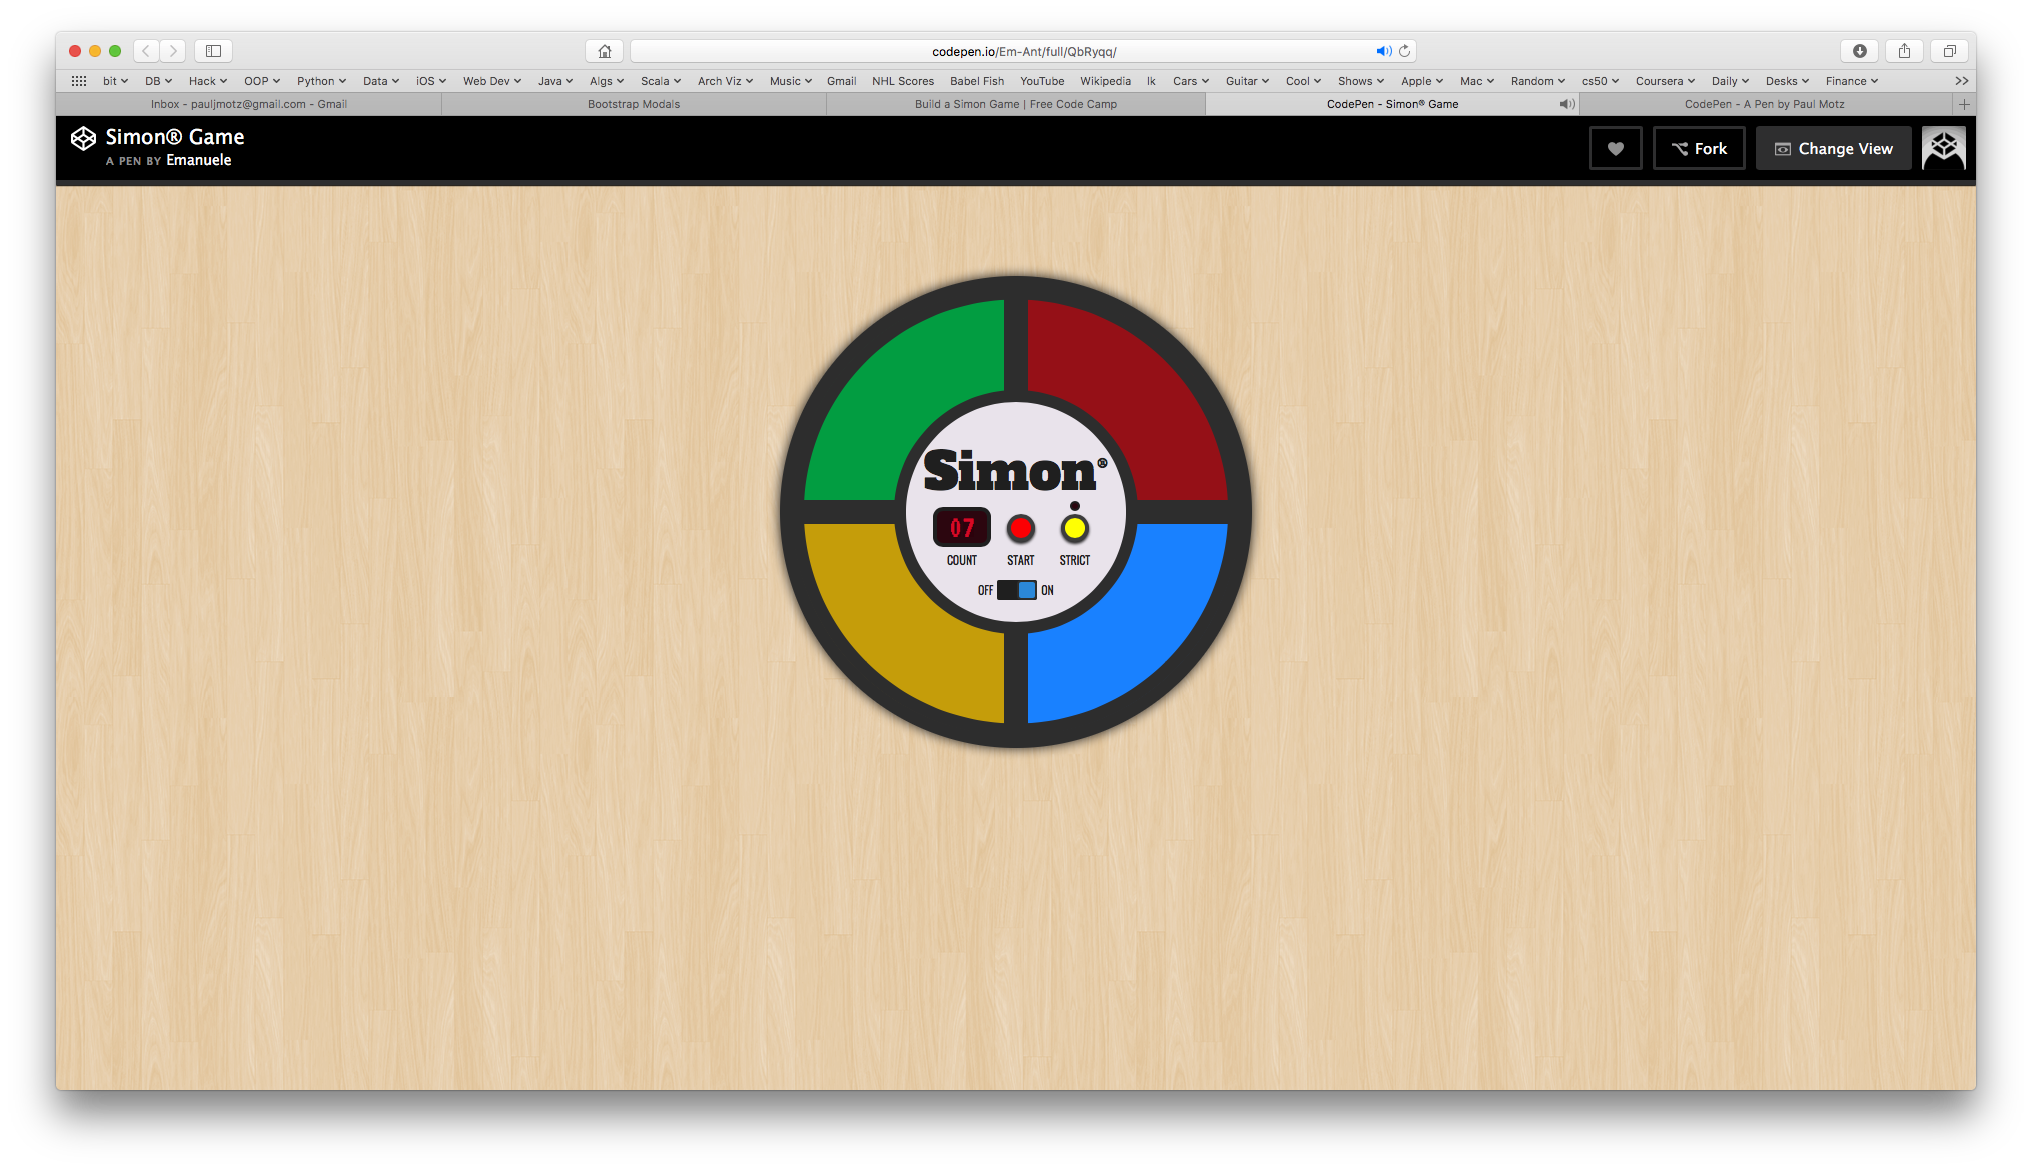 codepen.io/Em-Ant/full/QbRyqq/
bit DB Hack OOP Python Data iOS Web Dev Java Algs Scala Arch Viz Music Gmail NHL Scores Babel Fish YouTube Wikipedia lk Cars Guitar Cool Shows Apple Mac Random cs50 Coursera Daily Desks Finance
Inbox - pauljmotz@gmail.com - Gmail Bootstrap Modals Build a Simon Game | Free Code Camp CodePen - Simon® Game CodePen - A Pen by Paul Motz
Simon® Game
A PEN BY Emanuele
Fork Change View
Simon®
07
COUNT START STRICT
OFF ON